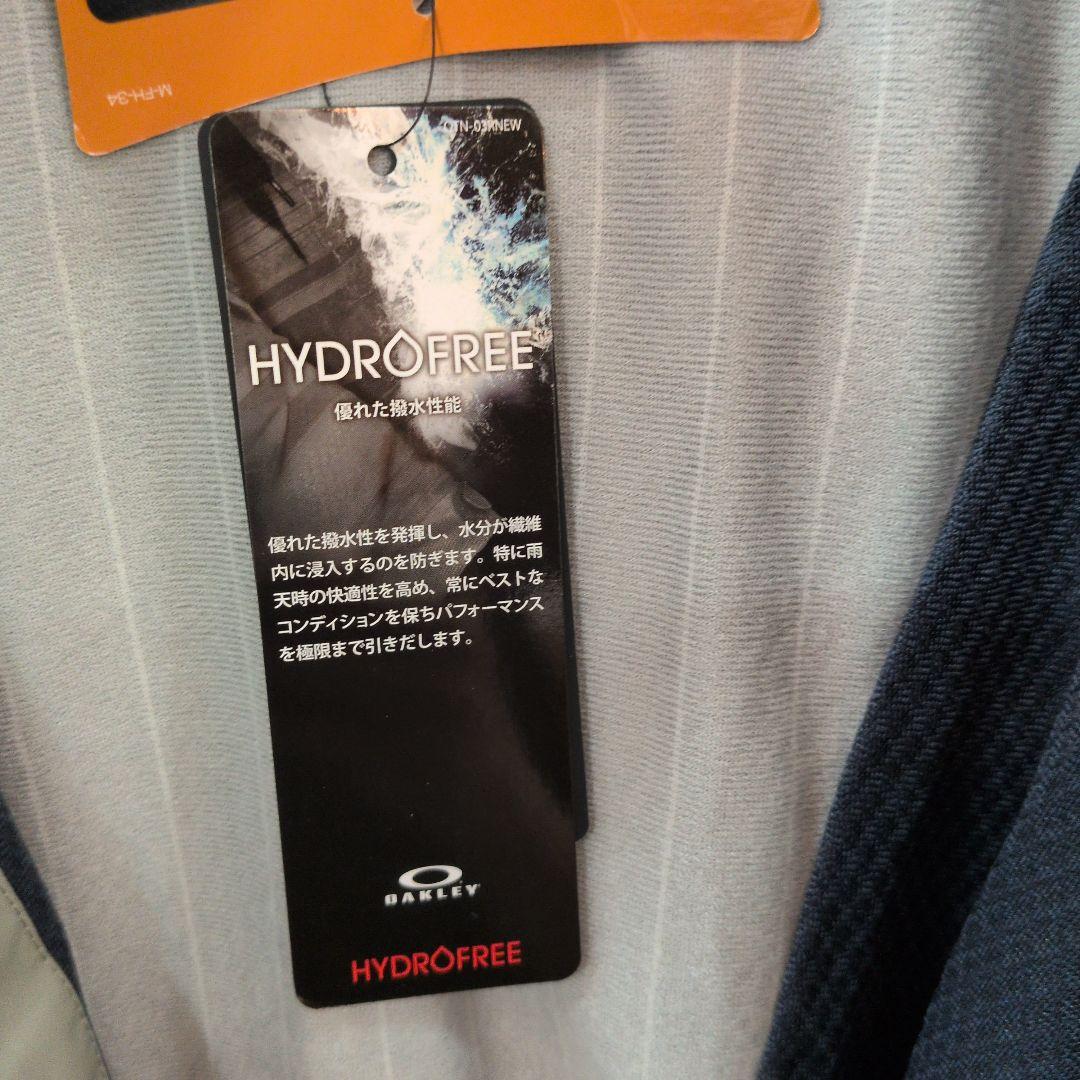 M-FH-34
HYDROFREE
優れた撥水性能
優れた撥水性を発揮し、水分が繊維
内に浸入するのを防ぎます。特に雨
天時の快適性を高め、常にベストな
コンディションを保ちパフォーマンス
を極限まで引きだします。
OAKLEY
HYDROFREE